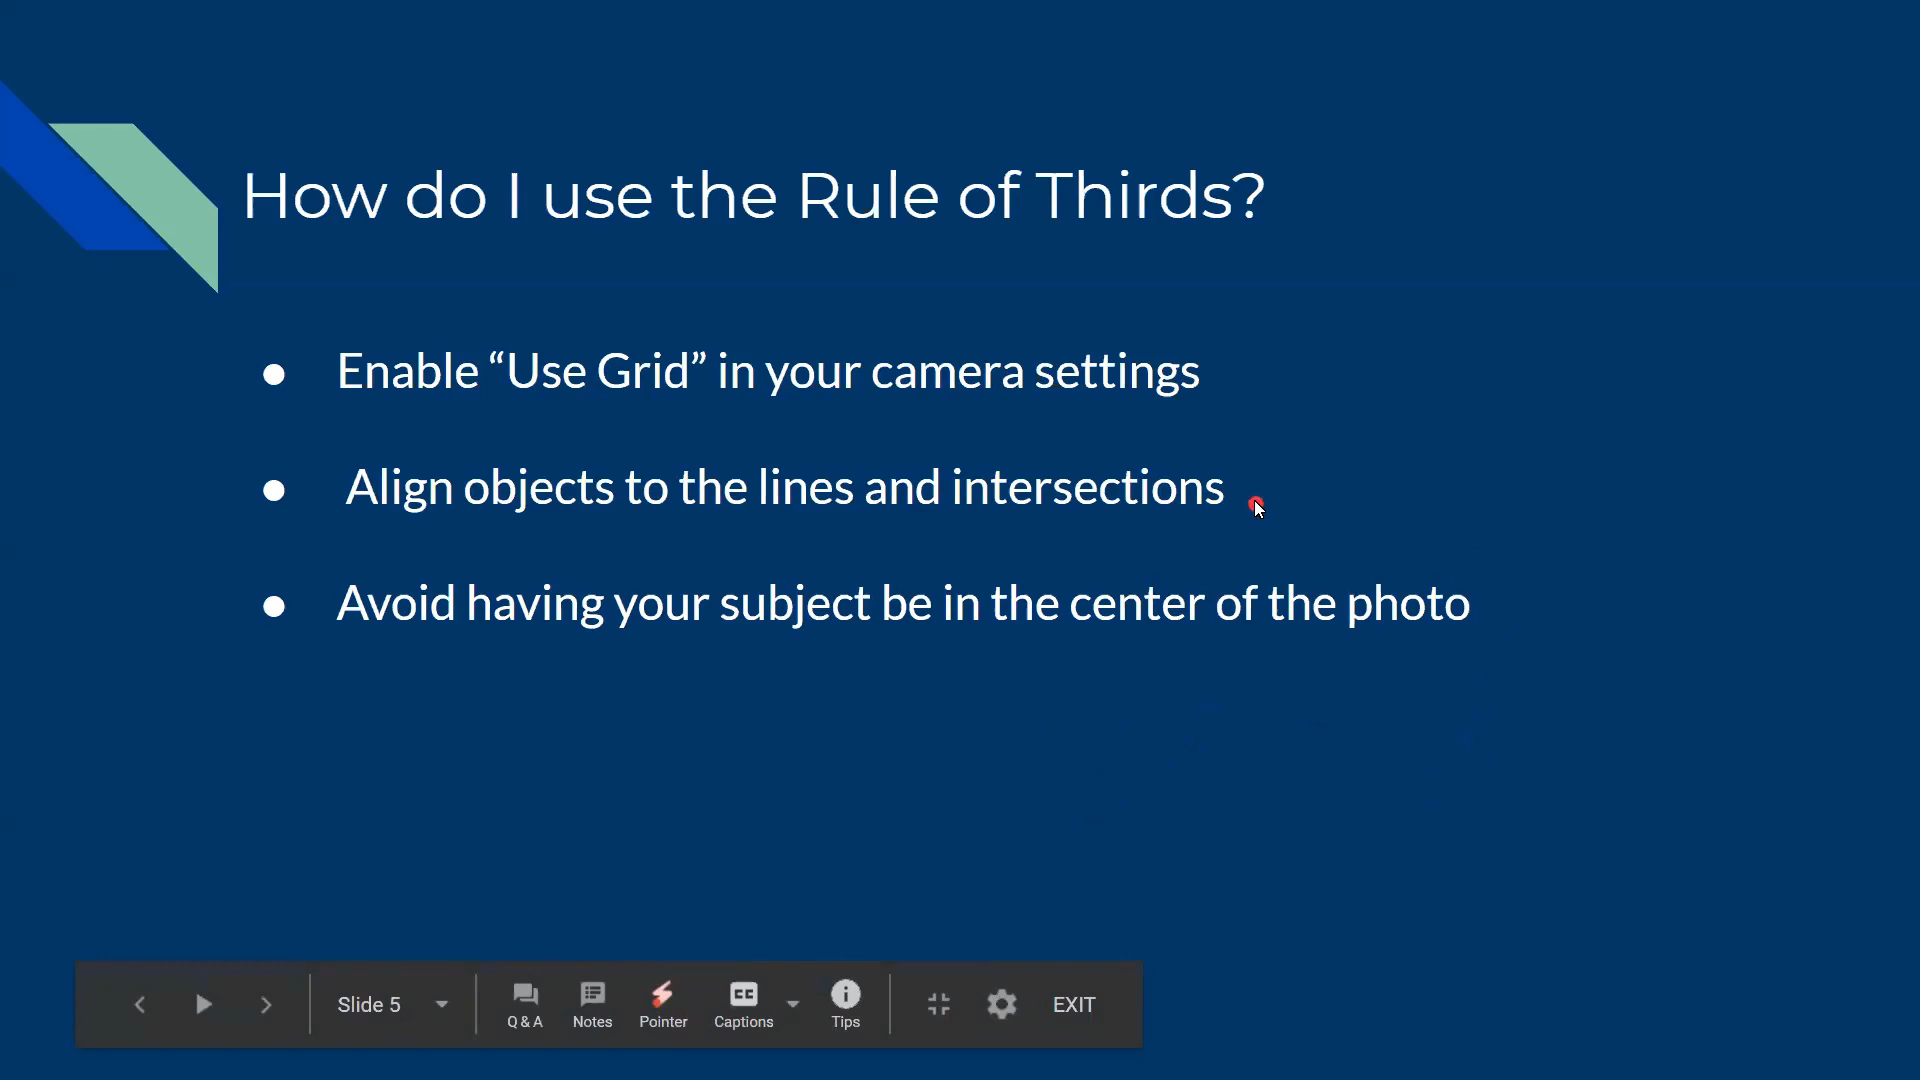 How do I use the Rule of Thirds?
● Enable “Use Grid” in your camera settings
● Align objects to the lines and intersections
● Avoid having your subject be in the center of the photo
Slide 5
Q & A
Notes
Pointer
CC
Captions
Tips
EXIT